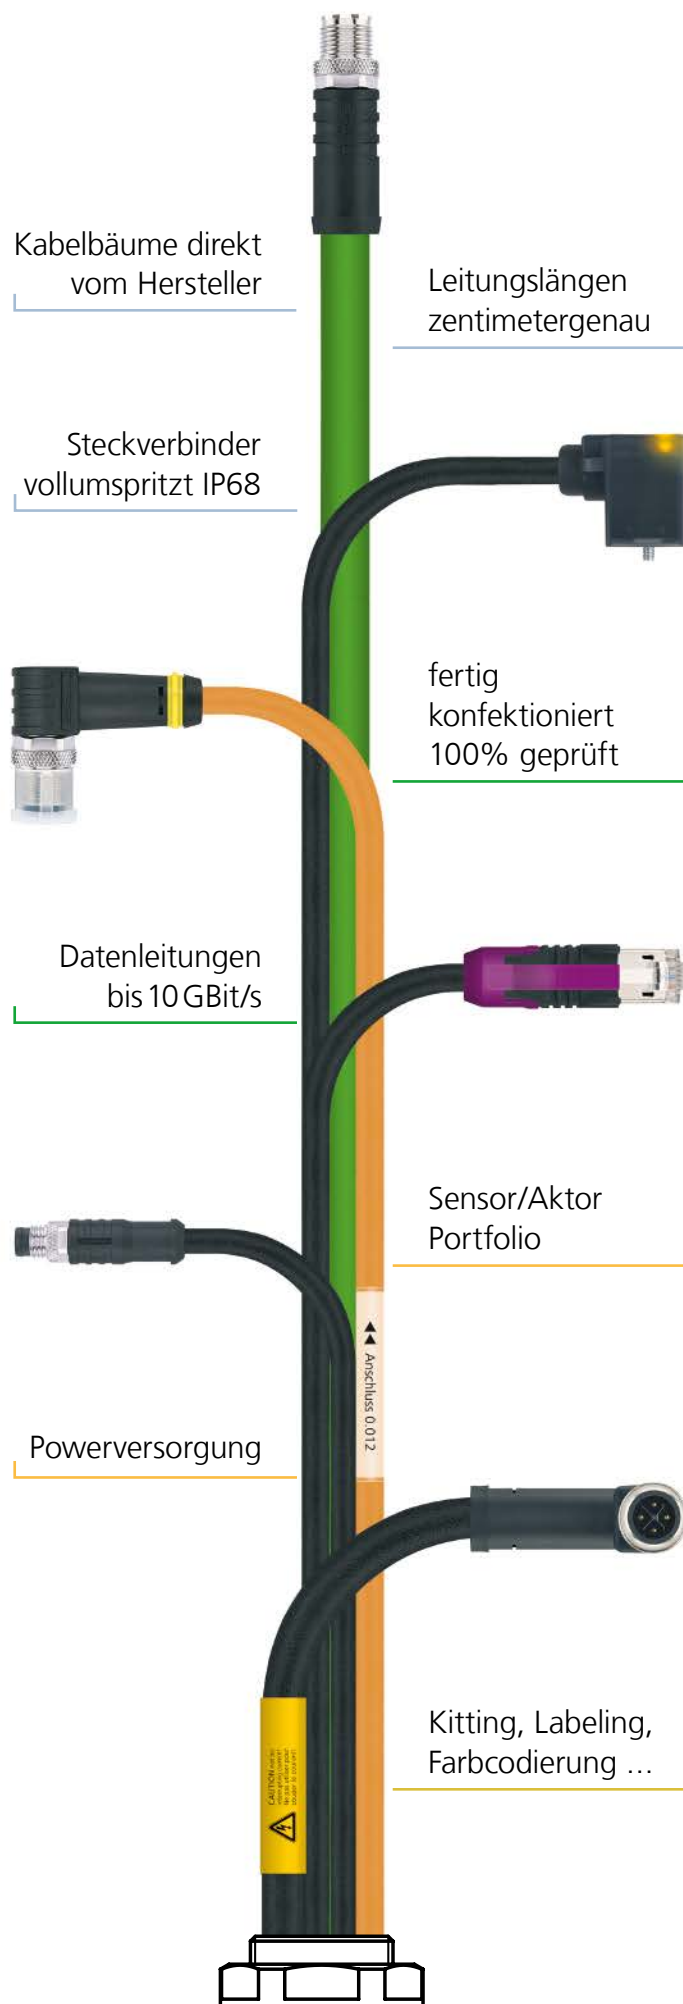 Kabelbäume direkt
vom Hersteller
Leitungslängen
zentimetergenau
Steckverbinder
vollumspritzt IP68
fertig
konfektioniert
100% geprüft
Datenleitungen
bis 10 GBit/s
Sensor/Aktor
Portfolio
Anschluss 0.012
Powerversorgung
Kitting, Labeling,
Farbcodierung ...
CAUTION